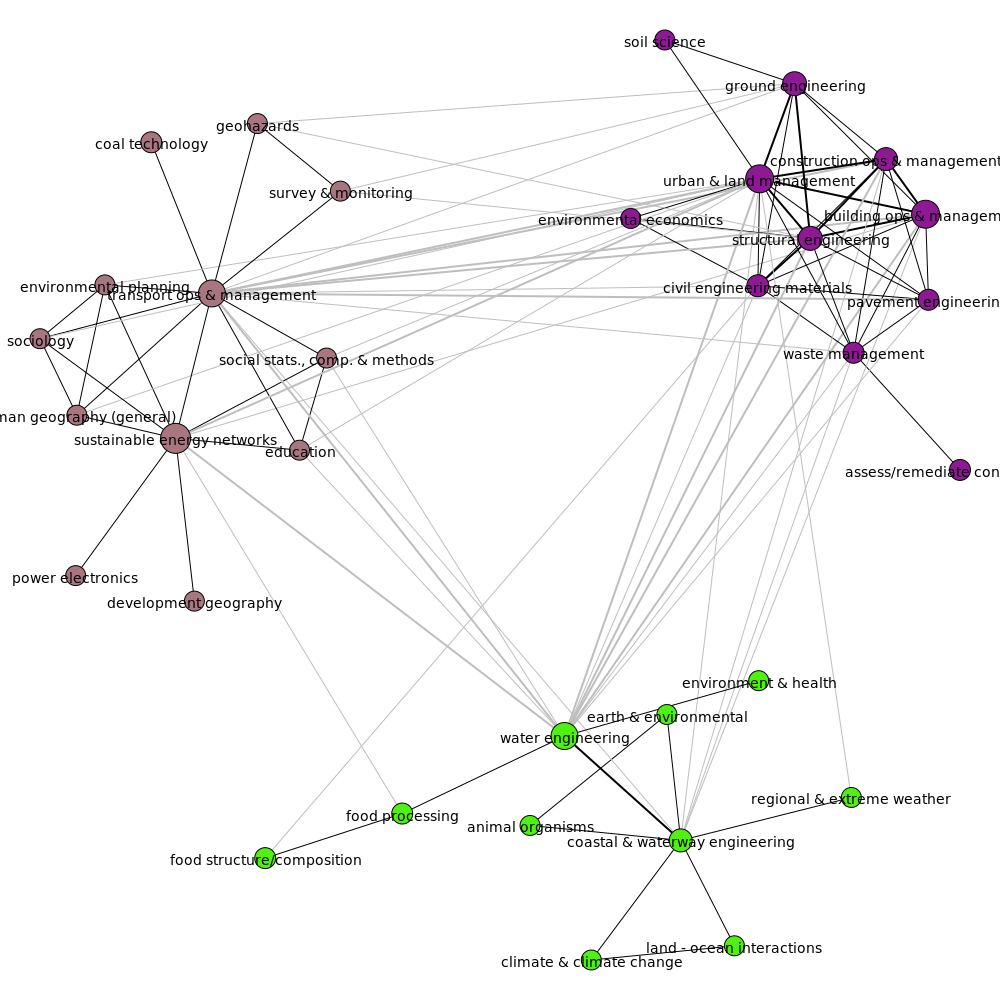 soil science
ground engineering
geohazards
coal technology
construction ops & management
urban & land management
survey & monitoring
building ops & managem
environmental economics
structural engineering
environmental planning
civil engineering materials
transport ops & management
pavement engineerin
sociology
waste management
social stats., comp. & methods
man geography (general)
sustainable energy networks
education
assess/remediate con
power electronics
development geography
environment & health
earth & environmental
water engineering
regional & extreme weather
food processing
animal organisms
coastal & waterway engineering
food structure/composition
land - ocean interactions
climate & climate change